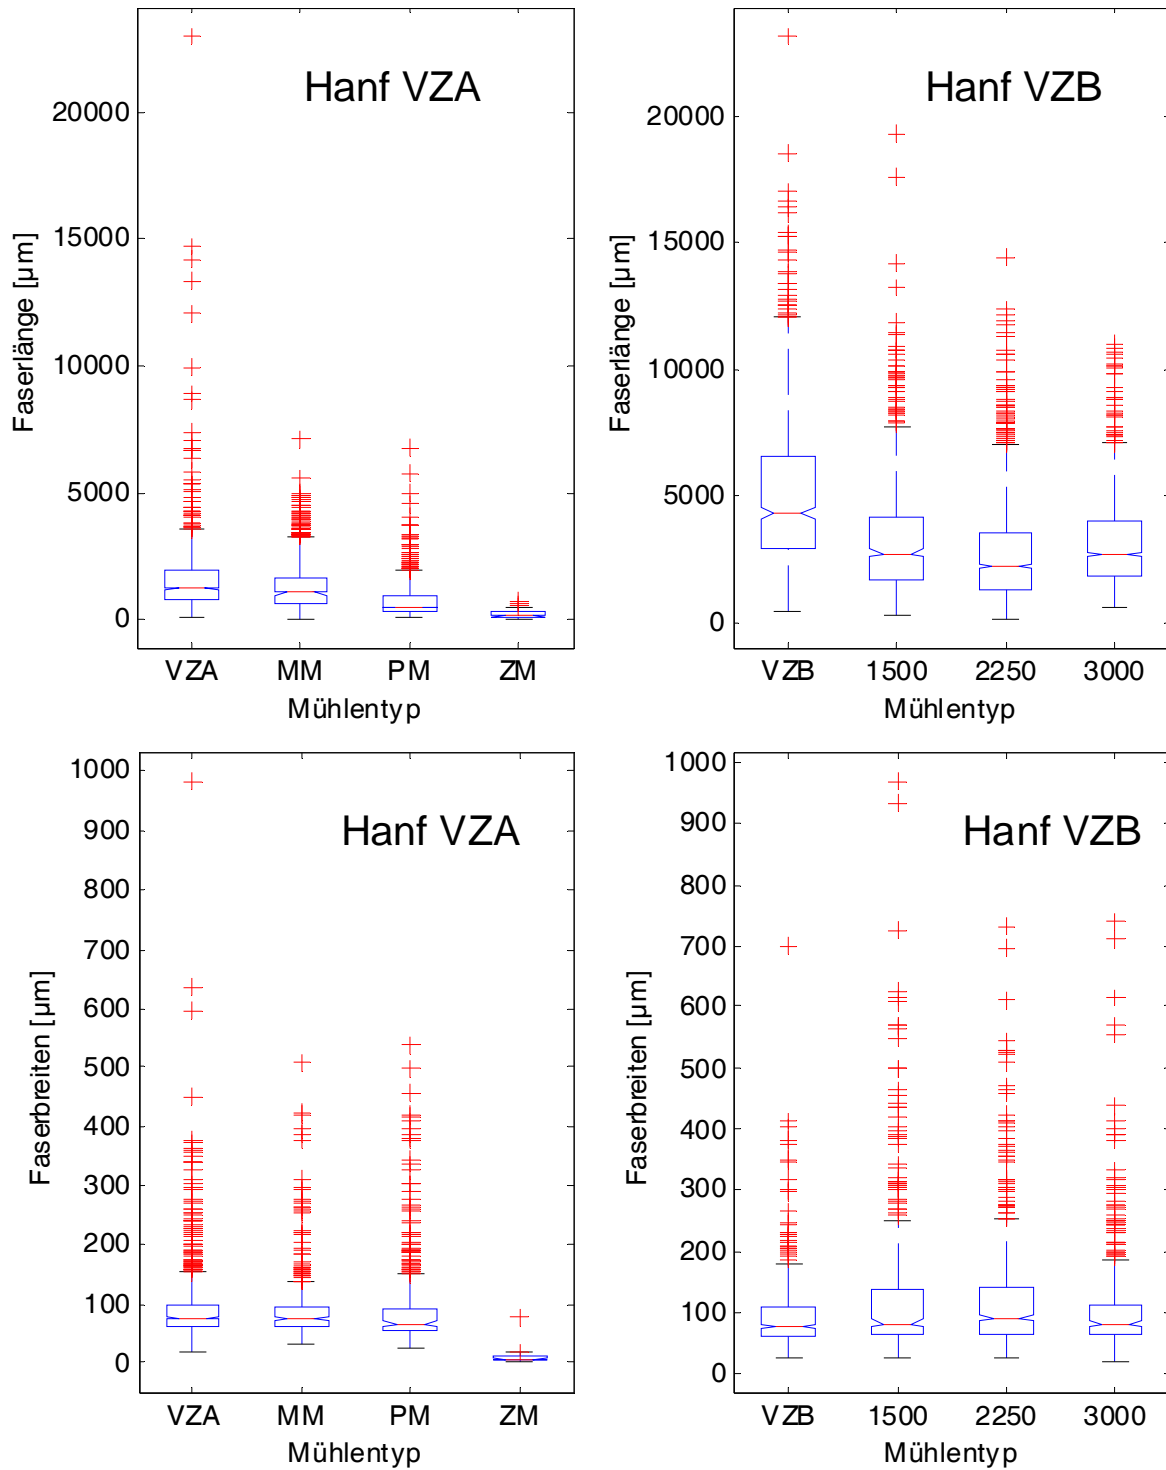 Hanf VZA
20000
15000
10000
5000
0
Faserlänge [µm]
VZA MM PM ZM
Mühlentyp
Hanf VZB
20000
15000
10000
5000
0
Faserlänge [µm]
VZB 1500 2250 3000
Mühlentyp
Hanf VZA
1000
900
800
700
600
500
400
300
200
100
0
Faserbreiten [µm]
VZA MM PM ZM
Mühlentyp
Hanf VZB
1000
900
800
700
600
500
400
300
200
100
0
Faserbreiten [µm]
VZB 1500 2250 3000
Mühlentyp